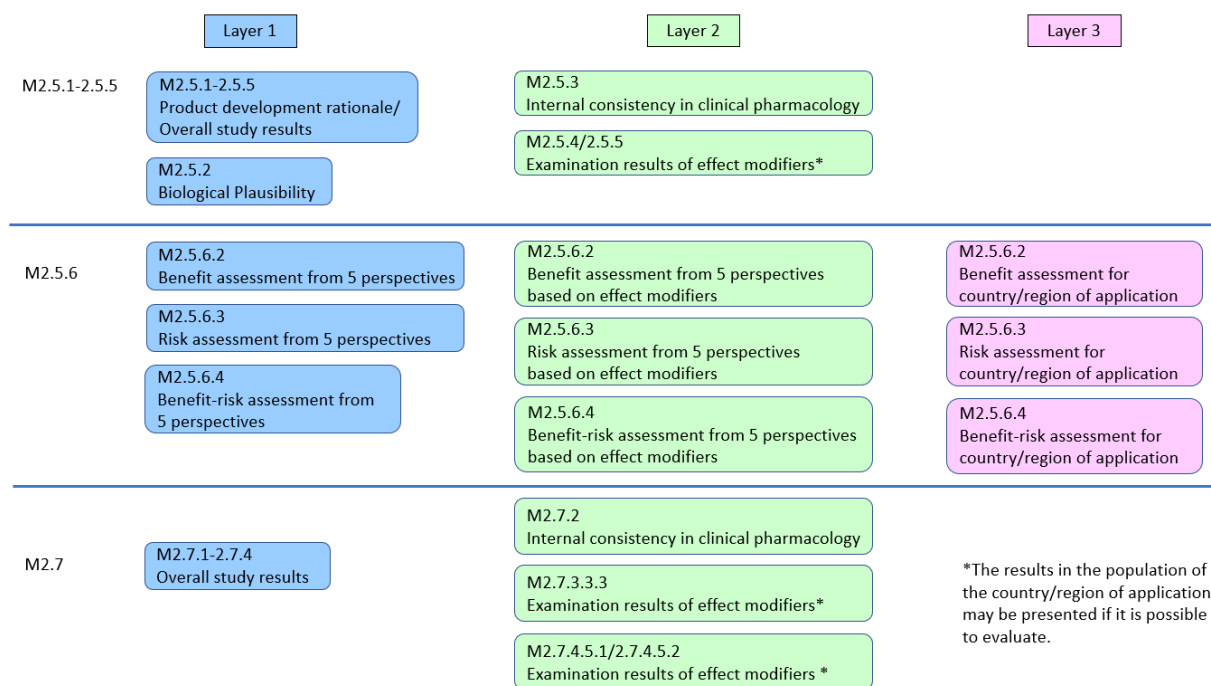 Layer 1
Layer 2
Layer 3
M2.5.1-2.5.5
M2.5.1-2.5.5
Product development rationale/
Overall study results
M2.5.2
Biological Plausibility
M2.5.3
Internal consistency in clinical pharmacology
M2.5.4/2.5.5
Examination results of effect modifiers*
M2.5.6
M2.5.6.2
Benefit assessment from 5 perspectives
M2.5.6.3
Risk assessment from 5 perspectives
M2.5.6.4
Benefit-risk assessment from
5 perspectives
M2.5.6.2
Benefit assessment from 5 perspectives
based on effect modifiers
M2.5.6.3
Risk assessment from 5 perspectives
based on effect modifiers
M2.5.6.4
Benefit-risk assessment from 5 perspectives
based on effect modifiers
M2.5.6.2
Benefit assessment for
country/region of application
M2.5.6.3
Risk assessment for
country/region of application
M2.5.6.4
Benefit-risk assessment for
country/region of application
M2.7
M2.7.1-2.7.4
Overall study results
M2.7.2
Internal consistency in clinical pharmacology
M2.7.3.3.3
Examination results of effect modifiers*
M2.7.4.5.1/2.7.4.5.2
Examination results of effect modifiers *
*The results in the population of
the country/region of application
may be presented if it is possible
to evaluate.